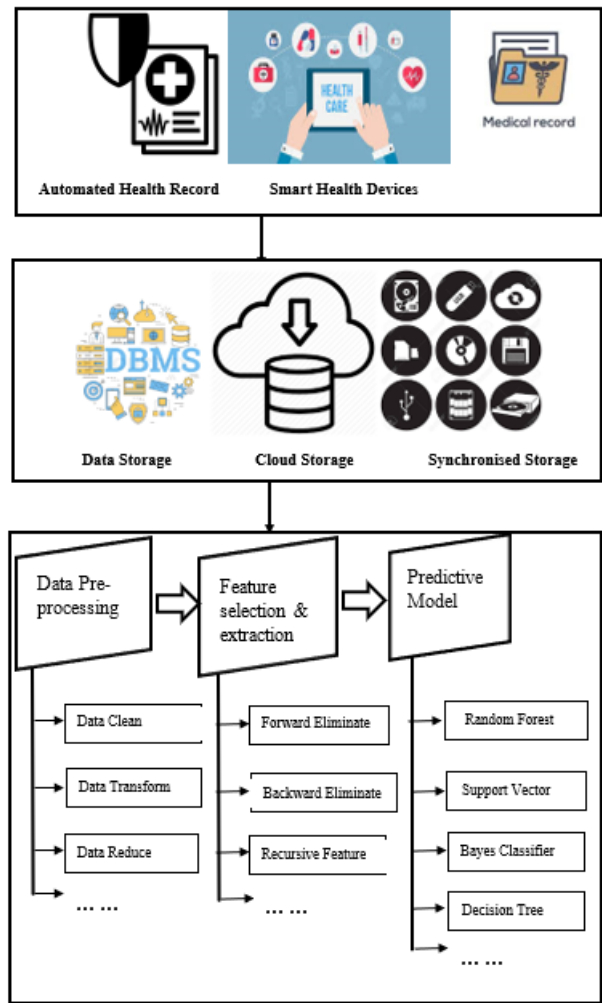 HEALTH
CARE
Medical record
Automated Health Record
Smart Health Devices
DBMS
USB
Data Storage
Cloud Storage
Synchronised Storage
Data Pre-
processing
Feature
selection &
extraction
Predictive
Model
Data Clean
Data Transform
Data Reduce
... ...
Forward Eliminate
Backward Eliminate
Recursive Feature
... ...
Random Forest
Support Vector
Bayes Classifier
Decision Tree
... ...